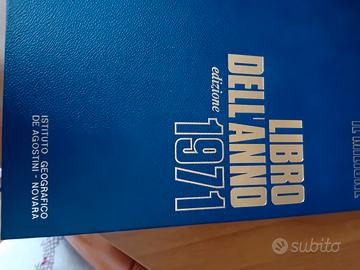 LIBRO
DELL'ANNO
edizione
1971
ISTITUTO GEOGRAFICO
DE AGOSTINI - NOVARA
subito